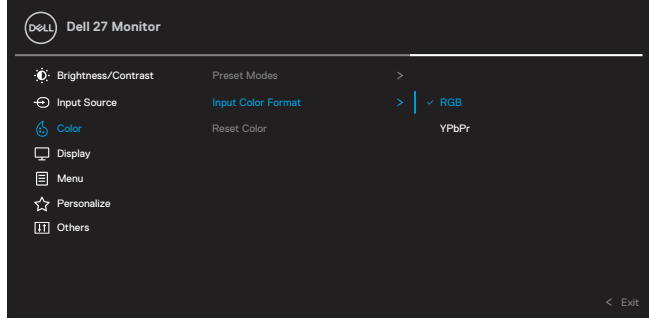 DELL Dell 27 Monitor
Brightness/Contrast Preset Modes >
Input Source Input Color Format > ✓ RGB
Color Reset Color YPbPr
Display
Menu
Personalize
Others
< Exit